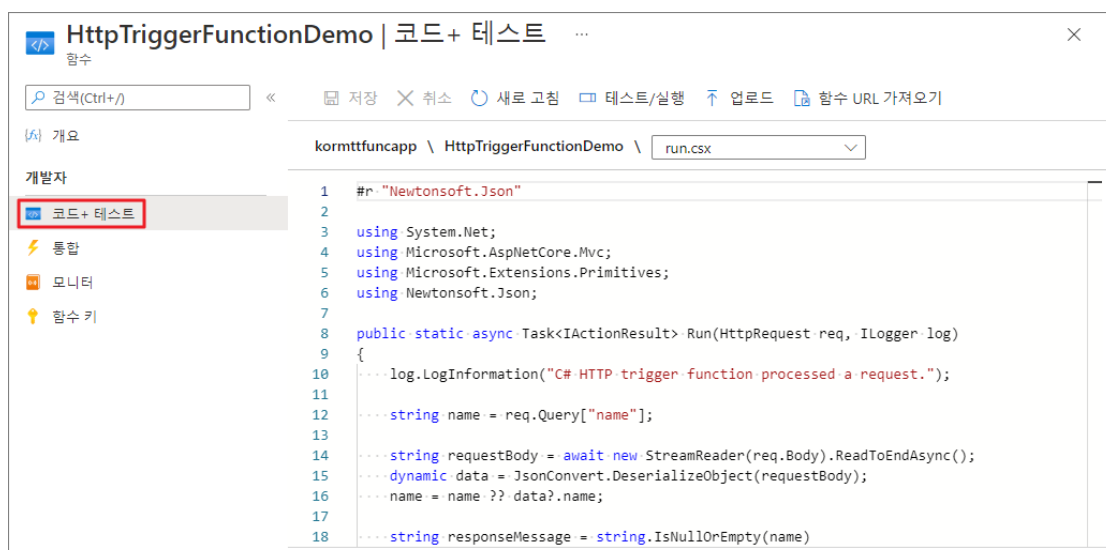 HttpTriggerFunctionDemo | 코드+ 테스트 ...
함수
검색(Ctrl+/)
«
저장 취소 새로 고침 테스트/실행 업로드 함수 URL 가져오기
개요
kormttfuncapp \ HttpTriggerFunctionDemo \ run.csx
개발자
코드+ 테스트
통합
모니터
함수 키
1 #r "Newtonsoft.Json"
2
3 using System.Net;
4 using Microsoft.AspNetCore.Mvc;
5 using Microsoft.Extensions.Primitives;
6 using Newtonsoft.Json;
7
8 public static async Task<IActionResult> Run(HttpRequest req, ILogger log)
9 {
10 log.LogInformation("C# HTTP trigger function processed a request.");
11
12 string name = req.Query["name"];
13
14 string requestBody = await new StreamReader(req.Body).ReadToEndAsync();
15 dynamic data = JsonConvert.DeserializeObject(requestBody);
16 name = name ?? data?.name;
17
18 string responseMessage = string.IsNullOrEmpty(name)